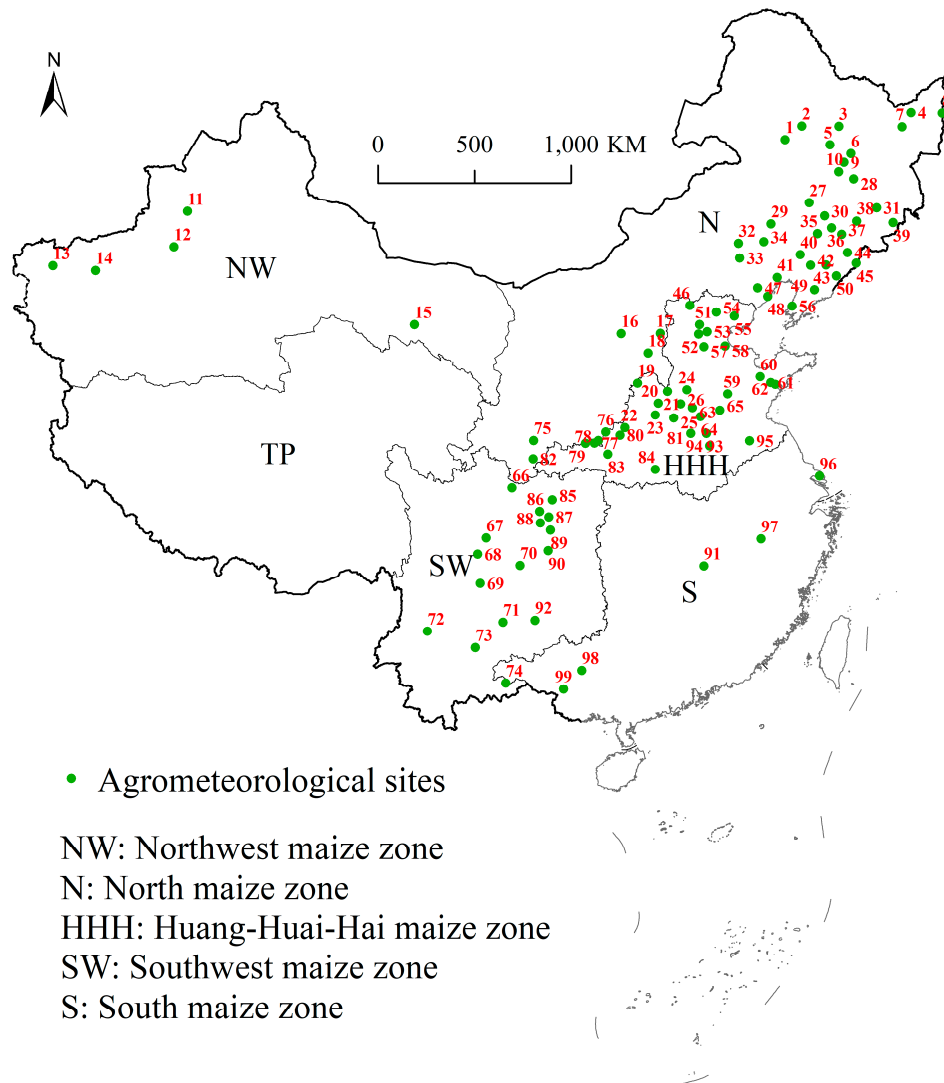 N
0 500 1,000 KM
2 3 7 4
1 5 6
10 9
28
27
11
29 30 38 31
35 37 39
12 32 34 N 40 36
13 14 NW 33 44
41 42 45
43
47 49 50
46 48 56
15 16 17 51 54
53 55
18 52 57 58
19 60
24 62 61
20 59
21 26 65
22 23 63
76 25 64
75 78 80 81
77 94 93 95
79 83 84 HHH
82
TP
66 96
86 85
88 87
67 97
89
70 90 91
SW 68
69 S
71 92
72
73
98
74 99
Agrometeorological sites
NW: Northwest maize zone
N: North maize zone
HHH: Huang-Huai-Hai maize zone
SW: Southwest maize zone
S: South maize zone